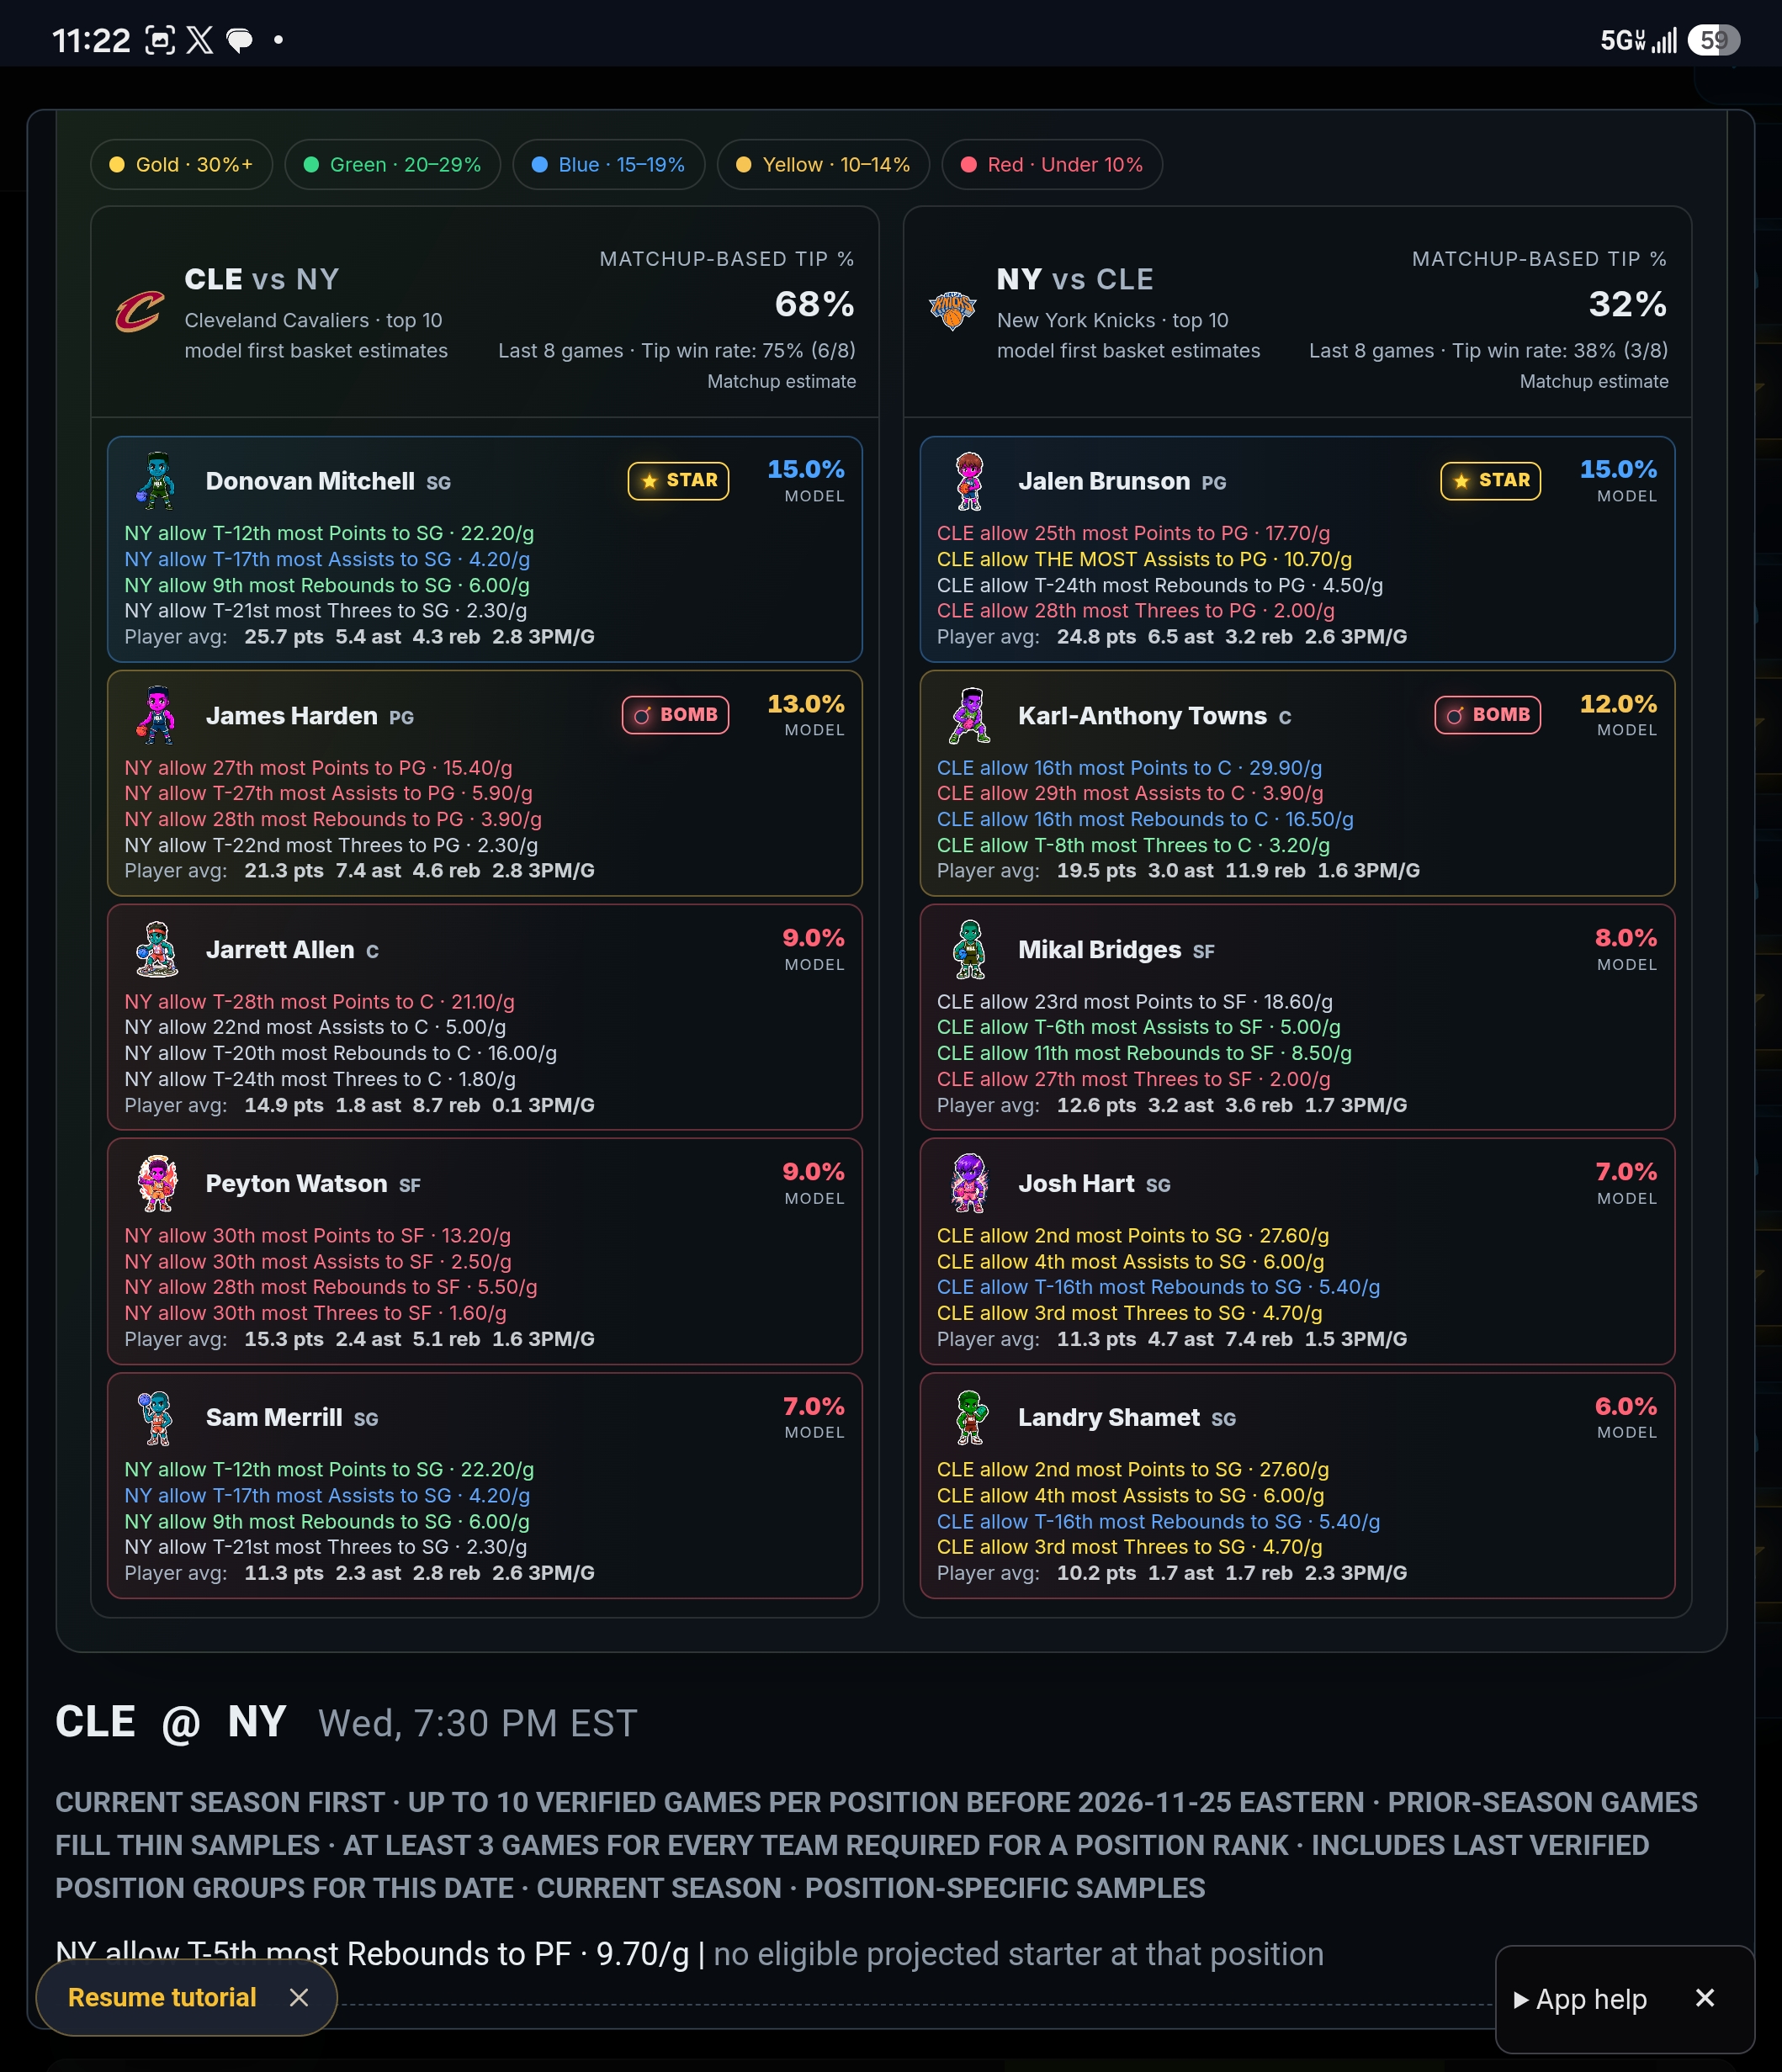 11:22
5G UW
59
Gold · 30%+
Green · 20–29%
Blue · 15–19%
Yellow · 10–14%
Red · Under 10%
CLE vs NY
Cleveland Cavaliers · top 10
model first basket estimates
MATCHUP-BASED TIP %
68%
Last 8 games · Tip win rate: 75% (6/8)
Matchup estimate
Donovan Mitchell SG
STAR
15.0%
MODEL
NY allow T-12th most Points to SG · 22.20/g
NY allow T-17th most Assists to SG · 4.20/g
NY allow 9th most Rebounds to SG · 6.00/g
NY allow T-21st most Threes to SG · 2.30/g
Player avg: 25.7 pts 5.4 ast 4.3 reb 2.8 3PM/G
James Harden PG
BOMB
13.0%
MODEL
NY allow 27th most Points to PG · 15.40/g
NY allow T-27th most Assists to PG · 5.90/g
NY allow 28th most Rebounds to PG · 3.90/g
NY allow T-22nd most Threes to PG · 2.30/g
Player avg: 21.3 pts 7.4 ast 4.6 reb 2.8 3PM/G
Jarrett Allen C
9.0%
MODEL
NY allow T-28th most Points to C · 21.10/g
NY allow 22nd most Assists to C · 5.00/g
NY allow T-20th most Rebounds to C · 16.00/g
NY allow T-24th most Threes to C · 1.80/g
Player avg: 14.9 pts 1.8 ast 8.7 reb 0.1 3PM/G
Peyton Watson SF
9.0%
MODEL
NY allow 30th most Points to SF · 13.20/g
NY allow 30th most Assists to SF · 2.50/g
NY allow 28th most Rebounds to SF · 5.50/g
NY allow 30th most Threes to SF · 1.60/g
Player avg: 15.3 pts 2.4 ast 5.1 reb 1.6 3PM/G
Sam Merrill SG
7.0%
MODEL
NY allow T-12th most Points to SG · 22.20/g
NY allow T-17th most Assists to SG · 4.20/g
NY allow 9th most Rebounds to SG · 6.00/g
NY allow T-21st most Threes to SG · 2.30/g
Player avg: 11.3 pts 2.3 ast 2.8 reb 2.6 3PM/G
NY vs CLE
New York Knicks · top 10
model first basket estimates
MATCHUP-BASED TIP %
32%
Last 8 games · Tip win rate: 38% (3/8)
Matchup estimate
Jalen Brunson PG
STAR
15.0%
MODEL
CLE allow 25th most Points to PG · 17.70/g
CLE allow THE MOST Assists to PG · 10.70/g
CLE allow T-24th most Rebounds to PG · 4.50/g
CLE allow 28th most Threes to PG · 2.00/g
Player avg: 24.8 pts 6.5 ast 3.2 reb 2.6 3PM/G
Karl-Anthony Towns C
BOMB
12.0%
MODEL
CLE allow 16th most Points to C · 29.90/g
CLE allow 29th most Assists to C · 3.90/g
CLE allow 16th most Rebounds to C · 16.50/g
CLE allow T-8th most Threes to C · 3.20/g
Player avg: 19.5 pts 3.0 ast 11.9 reb 1.6 3PM/G
Mikal Bridges SF
8.0%
MODEL
CLE allow 23rd most Points to SF · 18.60/g
CLE allow T-6th most Assists to SF · 5.00/g
CLE allow 11th most Rebounds to SF · 8.50/g
CLE allow 27th most Threes to SF · 2.00/g
Player avg: 12.6 pts 3.2 ast 3.6 reb 1.7 3PM/G
Josh Hart SG
7.0%
MODEL
CLE allow 2nd most Points to SG · 27.60/g
CLE allow 4th most Assists to SG · 6.00/g
CLE allow T-16th most Rebounds to SG · 5.40/g
CLE allow 3rd most Threes to SG · 4.70/g
Player avg: 11.3 pts 4.7 ast 7.4 reb 1.5 3PM/G
Landry Shamet SG
6.0%
MODEL
CLE allow 2nd most Points to SG · 27.60/g
CLE allow 4th most Assists to SG · 6.00/g
CLE allow T-16th most Rebounds to SG · 5.40/g
CLE allow 3rd most Threes to SG · 4.70/g
Player avg: 10.2 pts 1.7 ast 1.7 reb 2.3 3PM/G
CLE @ NY Wed, 7:30 PM EST
CURRENT SEASON FIRST · UP TO 10 VERIFIED GAMES PER POSITION BEFORE 2026-11-25 EASTERN · PRIOR-SEASON GAMES
FILL THIN SAMPLES · AT LEAST 3 GAMES FOR EVERY TEAM REQUIRED FOR A POSITION RANK · INCLUDES LAST VERIFIED
POSITION GROUPS FOR THIS DATE · CURRENT SEASON · POSITION-SPECIFIC SAMPLES
NY allow T-5th most Rebounds to PF · 9.70/g | no eligible projected starter at that position
Resume tutorial ×
▶ App help ×